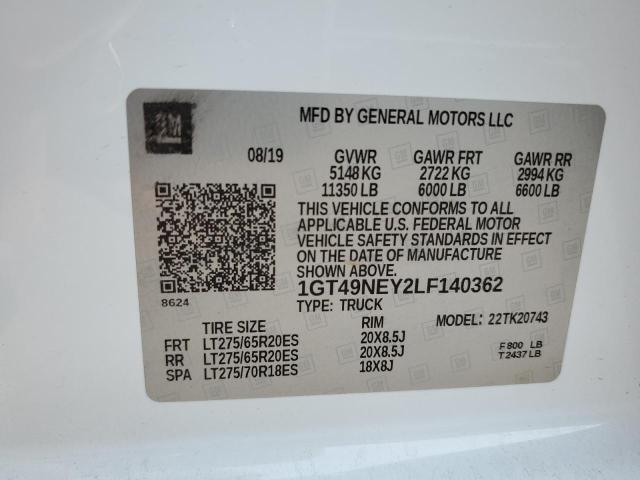 GM
MFD BY GENERAL MOTORS LLC
08/19 GVWR GAWR FRT GAWR RR
5148 KG 2722 KG 2994 KG
11350 LB 6000 LB 6600 LB
THIS VEHICLE CONFORMS TO ALL
APPLICABLE U.S. FEDERAL MOTOR
VEHICLE SAFETY STANDARDS IN EFFECT
ON THE DATE OF MANUFACTURE
SHOWN ABOVE.
1GT49NEY2LF140362
8624
TYPE: TRUCK
TIRE SIZE RIM MODEL: 22TK20743
FRT LT275/65R20ES 20X8.5J
RR LT275/65R20ES 20X8.5J
SPA LT275/70R18ES 18X8J
F 800 LB
T 2437 LB